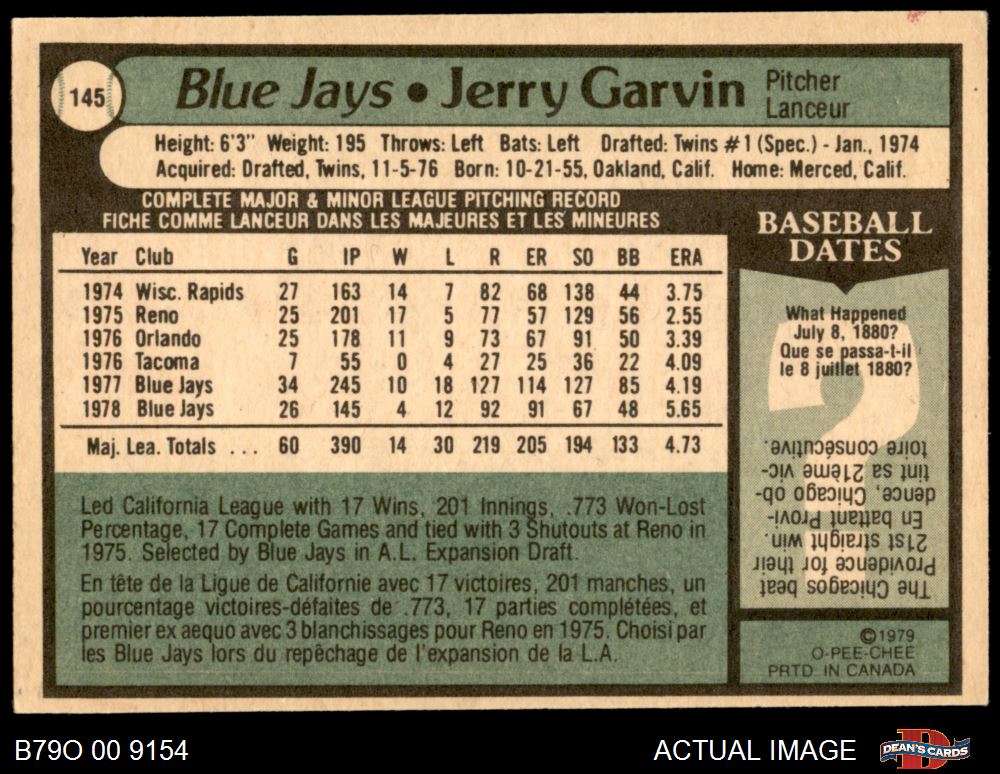 145
Blue Jays • Jerry Garvin Pitcher
Lanceur
Height: 6'3" Weight: 195 Throws: Left Bats: Left Drafted: Twins #1 (Spec.) - Jan., 1974
Acquired: Drafted, Twins, 11-5-76 Born: 10-21-55, Oakland, Calif. Home: Merced, Calif.
COMPLETE MAJOR & MINOR LEAGUE PITCHING RECORD
FICHE COMME LANCEUR DANS LES MAJEURES ET LES MINEURES
Year Club G IP W L R ER SO BB ERA
1974 Wisc. Rapids 27 163 14 7 82 68 138 44 3.75
1975 Reno 25 201 17 5 77 57 129 56 2.55
1976 Orlando 25 178 11 9 73 67 91 50 3.39
1976 Tacoma 7 55 0 4 27 25 36 22 4.09
1977 Blue Jays 34 245 10 18 127 114 127 85 4.19
1978 Blue Jays 26 145 4 12 92 91 67 48 5.65
Maj. Lea. Totals ... 60 390 14 30 219 205 194 133 4.73
Led California League with 17 Wins, 201 Innings, .773 Won-Lost
Percentage, 17 Complete Games and tied with 3 Shutouts at Reno in
1975. Selected by Blue Jays in A.L. Expansion Draft.
En tête de la Ligue de Californie avec 17 victoires, 201 manches, un
pourcentage victoires-défaites de .773, 17 parties complétées, et
premier ex aequo avec 3 blanchissages pour Reno en 1975. Choisi par
les Blue Jays lors du repêchage de l'expansion de la L.A.
BASEBALL
DATES
What Happened
July 8, 1880?
Que se passa-t-il
le 8 juillet 1880?
The Chicagos beat
Providence for their
21st straight win.
En battant Provi-
dence, Chicago ob-
tint sa 21ème vic-
toire consécutive.
©1979
O-PEE-CHEE
PRTD IN CANADA
B79O 00 9154
ACTUAL IMAGE
DEAN'S CARDS